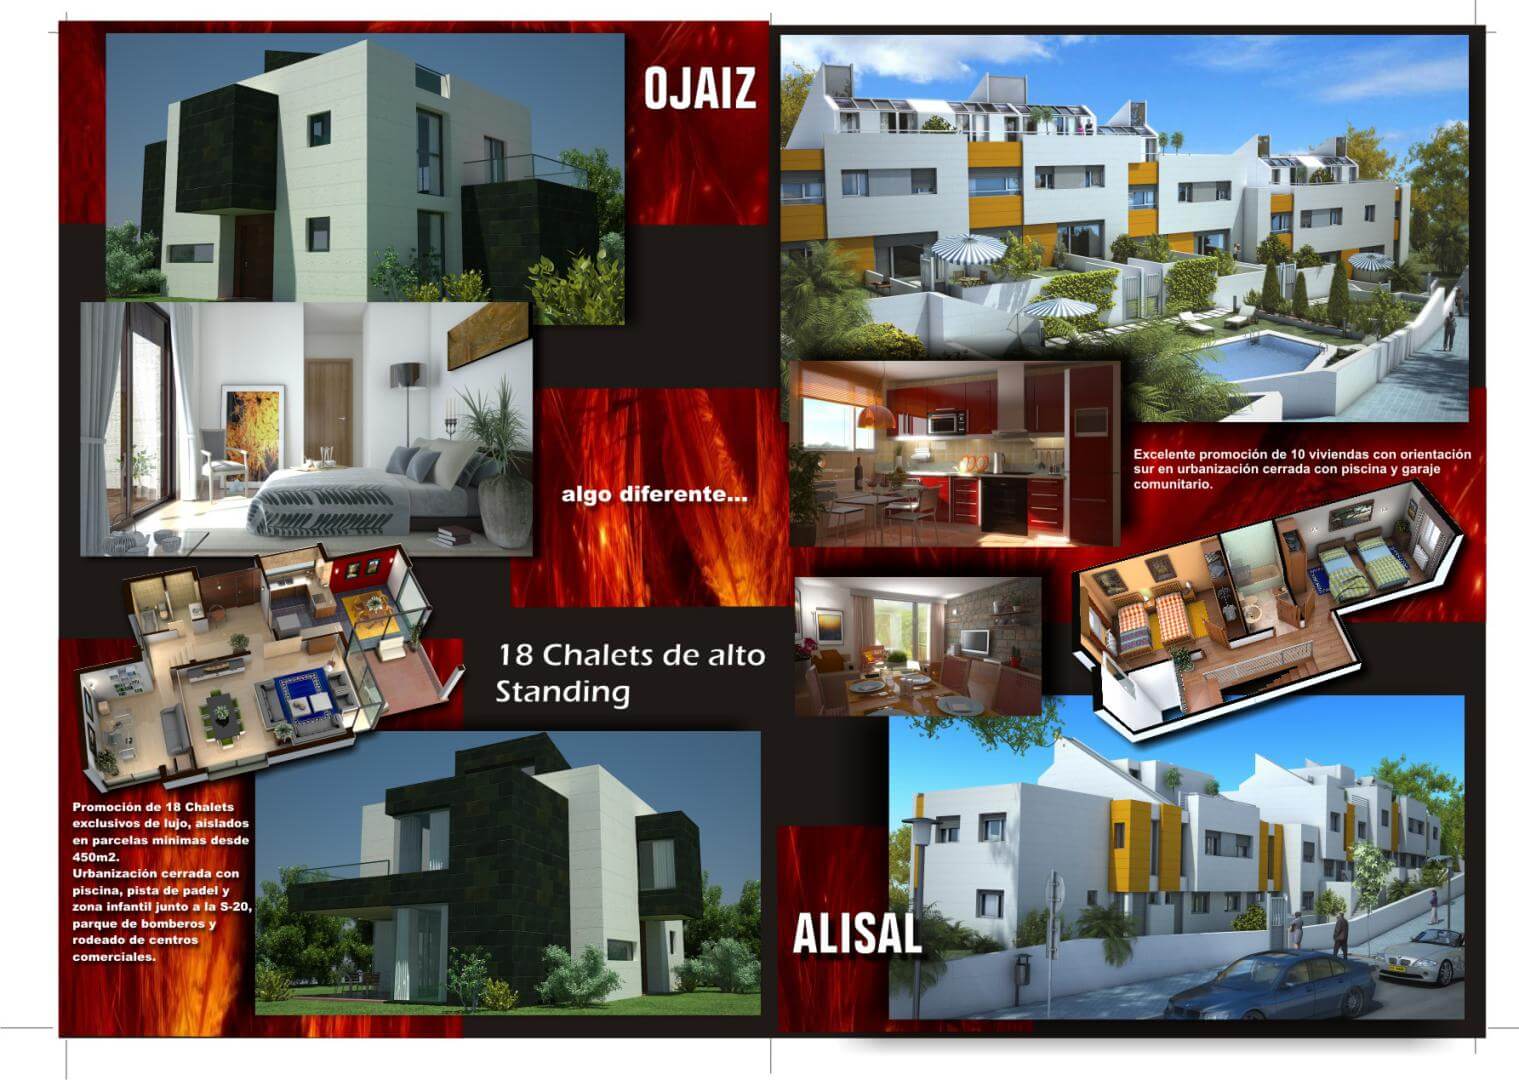 OJAIZ
algo diferente...
18 Chalets de alto
Standing
Promoción de 18 Chalets
exclusivos de lujo, aislados
en parcelas minimas desde
450m2.
Urbanización cerrada con
piscina, pista de padel y
zona infantil junto a la S-20,
parque de bomberos y
rodeado de centros
comerciales.
Excelente promoción de 10 viviendas con orientación
sur en urbanización cerrada con piscina y garaje
comunitario.
ALISAL